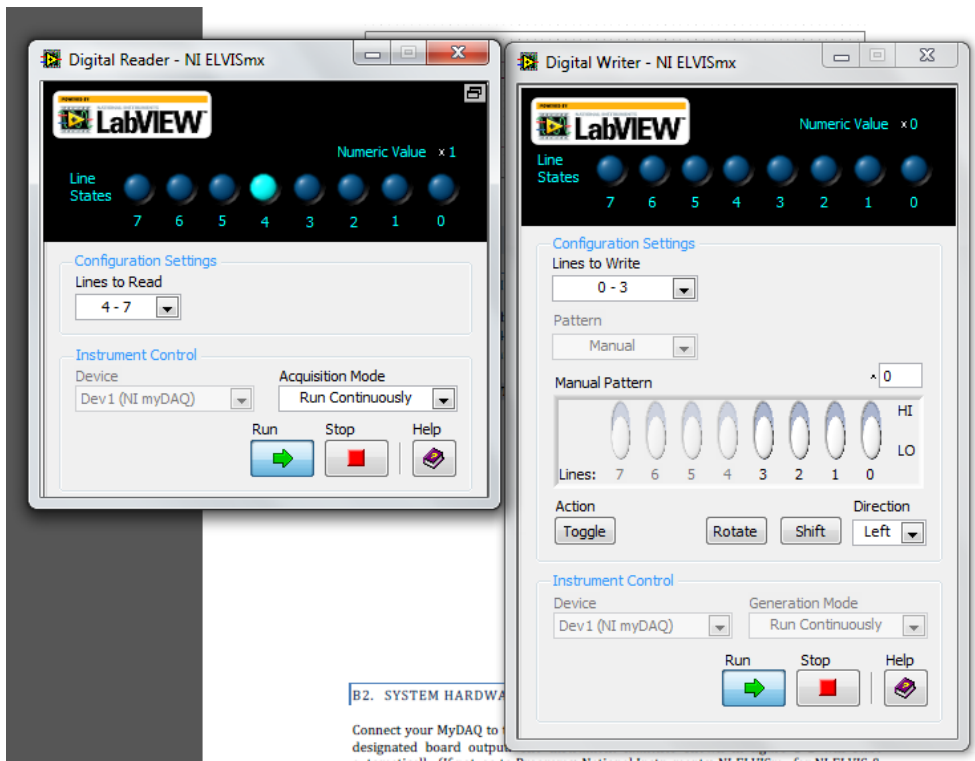 Digital Reader - NI ELVISmx
POWERED BY
LabVIEW
Numeric Value x 1
Line
States
7 6 5 4 3 2 1 0
Configuration Settings
Lines to Read
4 - 7
Instrument Control
Device Acquisition Mode
Dev1 (NI myDAQ) Run Continuously
Run Stop Help
Digital Writer - NI ELVISmx
POWERED BY
LabVIEW
Numeric Value x 0
Line
States
7 6 5 4 3 2 1 0
Configuration Settings
Lines to Write
0 - 3
Pattern
Manual
Manual Pattern x 0
HI
LO
Lines: 7 6 5 4 3 2 1 0
Action Direction
Toggle Rotate Shift Left
Instrument Control
Device Generation Mode
Dev1 (NI myDAQ) Run Continuously
Run Stop Help
B2. SYSTEM HARDWA
Connect your MyDAQ to
designated board outpu